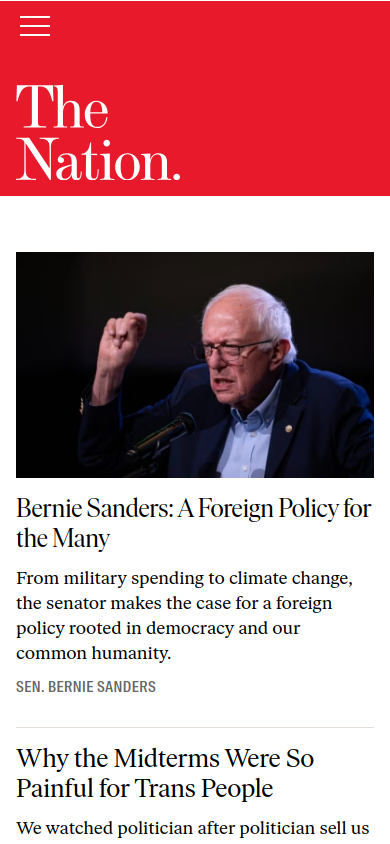 The
Nation.
Bernie Sanders: A Foreign Policy for
the Many
From military spending to climate change,
the senator makes the case for a foreign
policy rooted in democracy and our
common humanity.
SEN. BERNIE SANDERS
Why the Midterms Were So
Painful for Trans People
We watched politician after politician sell us